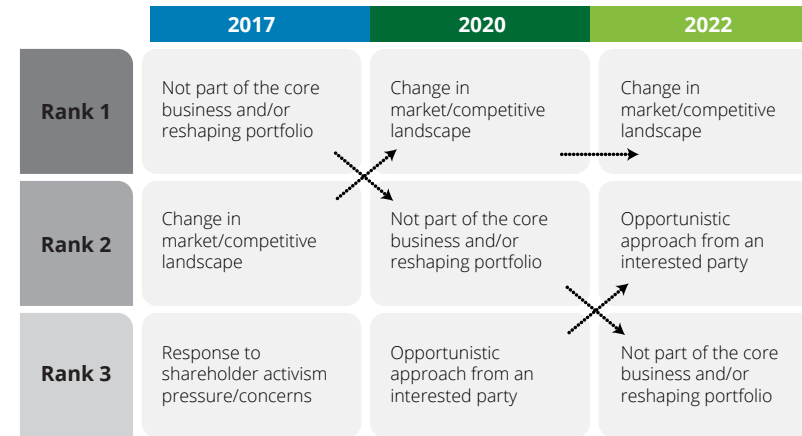 2017
2020
2022
Rank 1
Not part of the core
business and/or
reshaping portfolio
Change in
market/competitive
landscape
Change in
market/competitive
landscape
Rank 2
Change in
market/competitive
landscape
Not part of the core
business and/or
reshaping portfolio
Opportunistic
approach from an
interested party
Rank 3
Response to
shareholder activism
pressure/concerns
Opportunistic
approach from an
interested party
Not part of the core
business and/or
reshaping portfolio